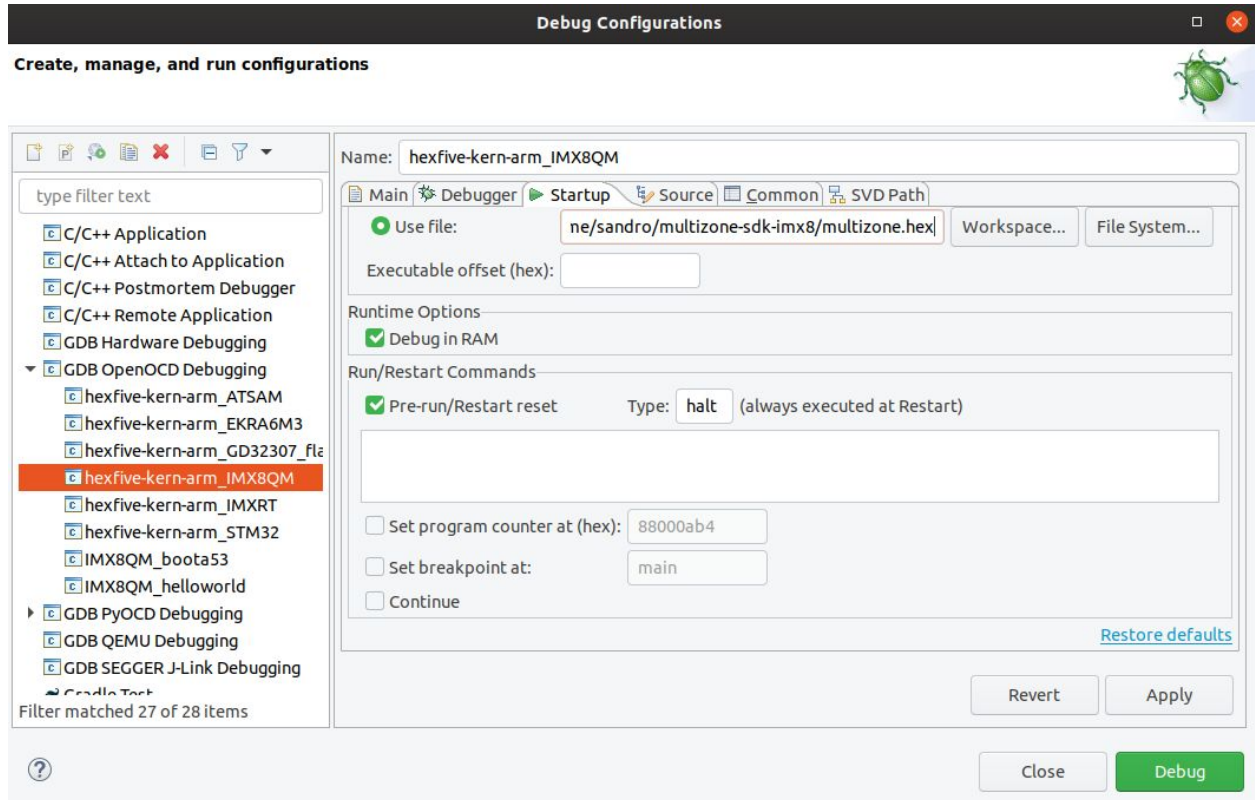 Debug Configurations
Create, manage, and run configurations
type filter text
C/C++ Application
C/C++ Attach to Application
C/C++ Postmortem Debugger
C/C++ Remote Application
GDB Hardware Debugging
GDB OpenOCD Debugging
hexfive-kern-arm_ATSAM
hexfive-kern-arm_EKRA6M3
hexfive-kern-arm_GD32307_fla
hexfive-kern-arm_IMX8QM
hexfive-kern-arm_IMXRT
hexfive-kern-arm_STM32
IMX8QM_boota53
IMX8QM_helloworld
GDB PyOCD Debugging
GDB QEMU Debugging
GDB SEGGER J-Link Debugging
Gradle Test
Filter matched 27 of 28 items
Name: hexfive-kern-arm_IMX8QM
Main Debugger Startup Source Common SVD Path
Use file: ne/sandro/multizone-sdk-imx8/multizone.hex Workspace... File System...
Executable offset (hex):
Runtime Options
Debug in RAM
Run/Restart Commands
Pre-run/Restart reset Type: halt (always executed at Restart)
Set program counter at (hex): 88000ab4
Set breakpoint at: main
Continue
Restore defaults
Revert Apply
Close Debug